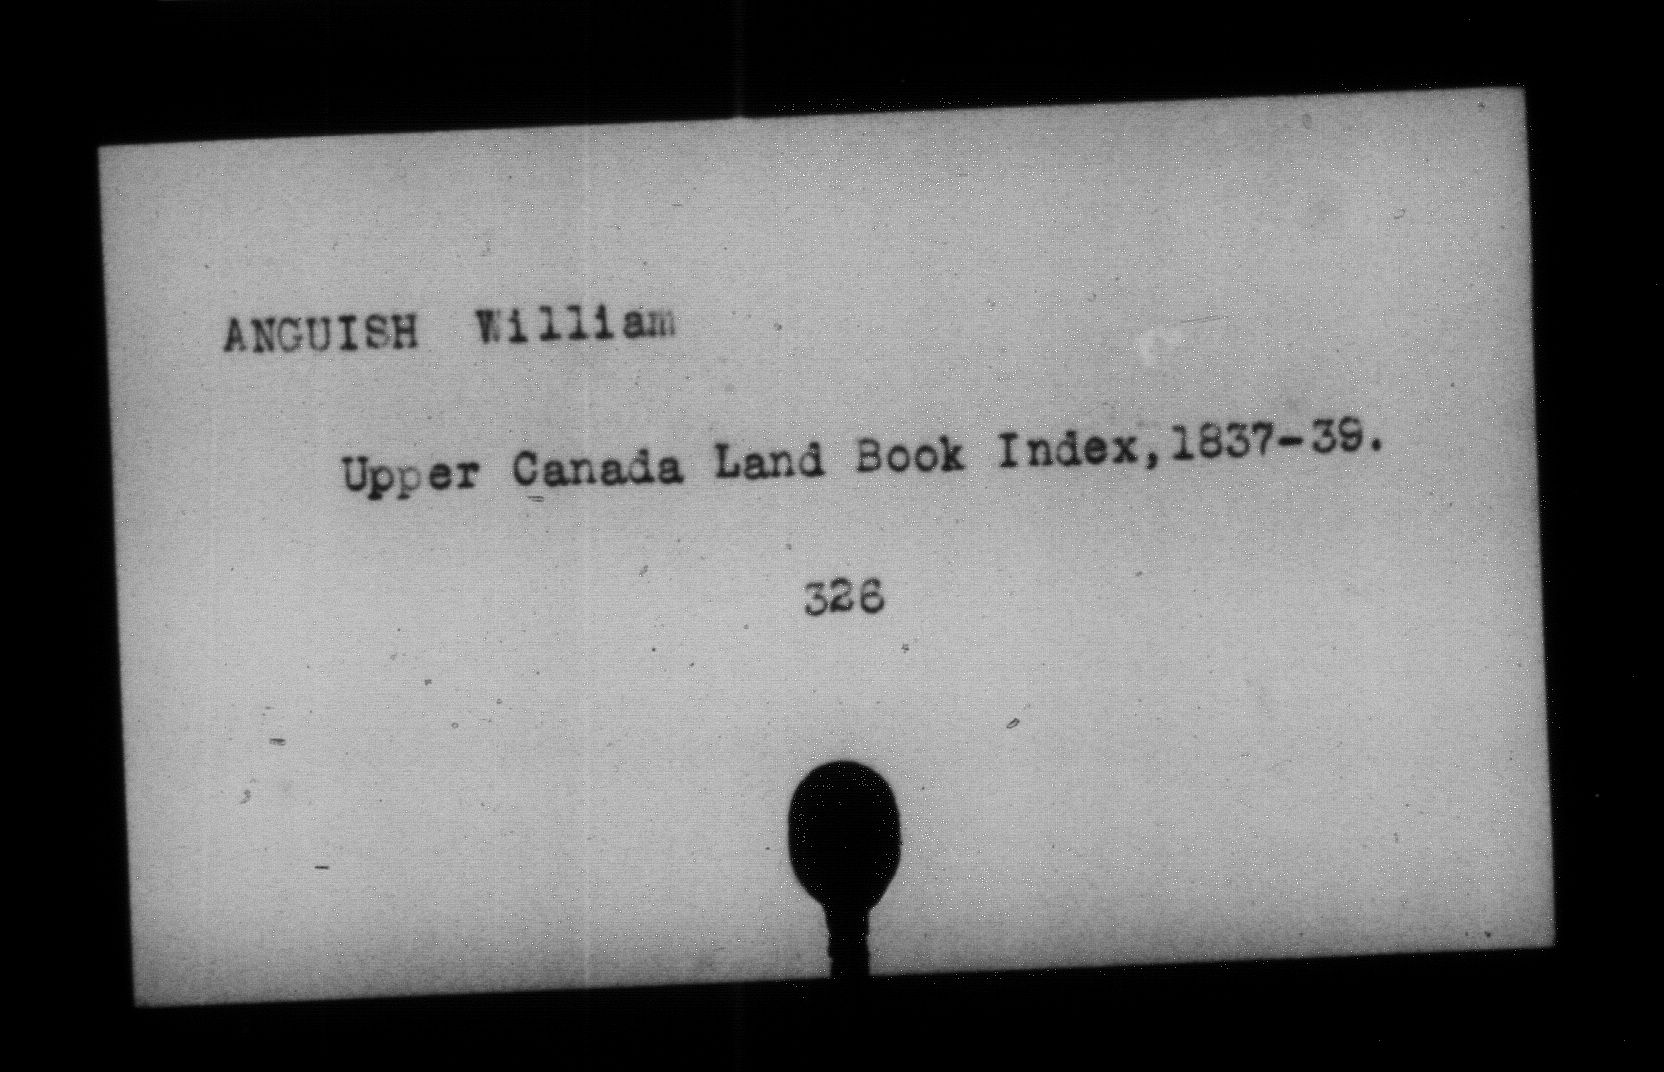 ANGUISH William
Upper Canada Land Book Index,1837-39.
326